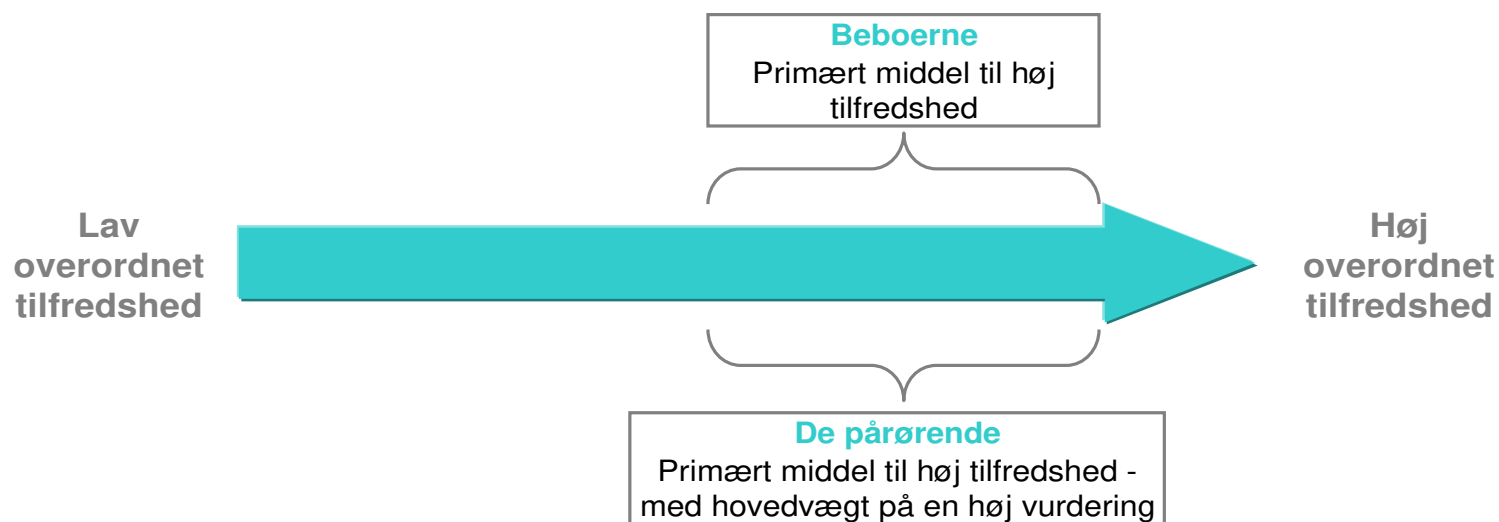 Beboerne
Primært middel til høj
tilfredshed
Lav
overordnet
tilfredshed
Høj
overordnet
tilfredshed
De pårørende
Primært middel til høj tilfredshed -
med hovedvægt på en høj vurdering